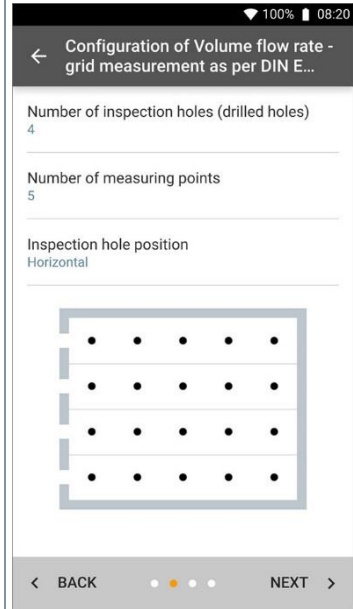 100% 08:20
Configuration of Volume flow rate -
grid measurement as per DIN E...
Number of inspection holes (drilled holes)
4
Number of measuring points
5
Inspection hole position
Horizontal
BACK
NEXT